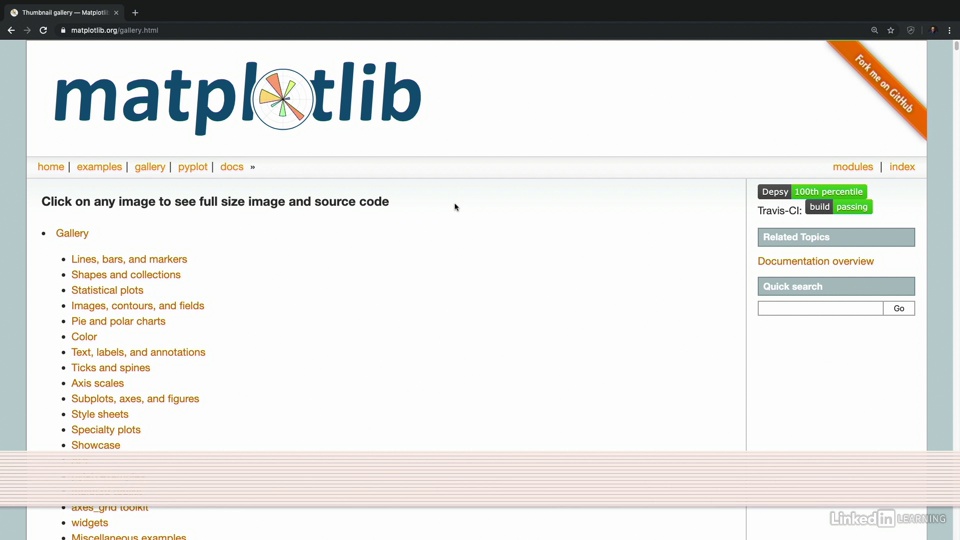 Thumbnail gallery — Matplotli
matplotlib.org/gallery.html
matplotlib
Fork me on GitHub
home | examples | gallery | pyplot | docs »
modules | index
Click on any image to see full size image and source code
Depsy 100th percentile
Travis-CI: build passing
• Gallery
Related Topics
• Lines, bars, and markers
Documentation overview
• Shapes and collections
• Statistical plots
Quick search
• Images, contours, and fields
Go
• Pie and polar charts
• Color
• Text, labels, and annotations
• Ticks and spines
• Axis scales
• Subplots, axes, and figures
• Style sheets
• Specialty plots
• Showcase
axes_grid toolkit
• widgets
• Miscellaneous examples
LinkedIn LEARNING